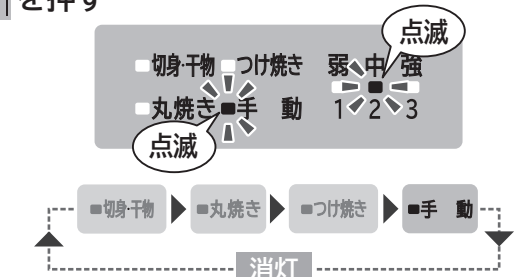 を押す
点滅
切身・干物 つけ焼き 弱 中 強
丸焼き 手 動 1 2 3
点滅
切身・干物 ▶ 丸焼き ▶ つけ焼き ▶ 手 動
消灯